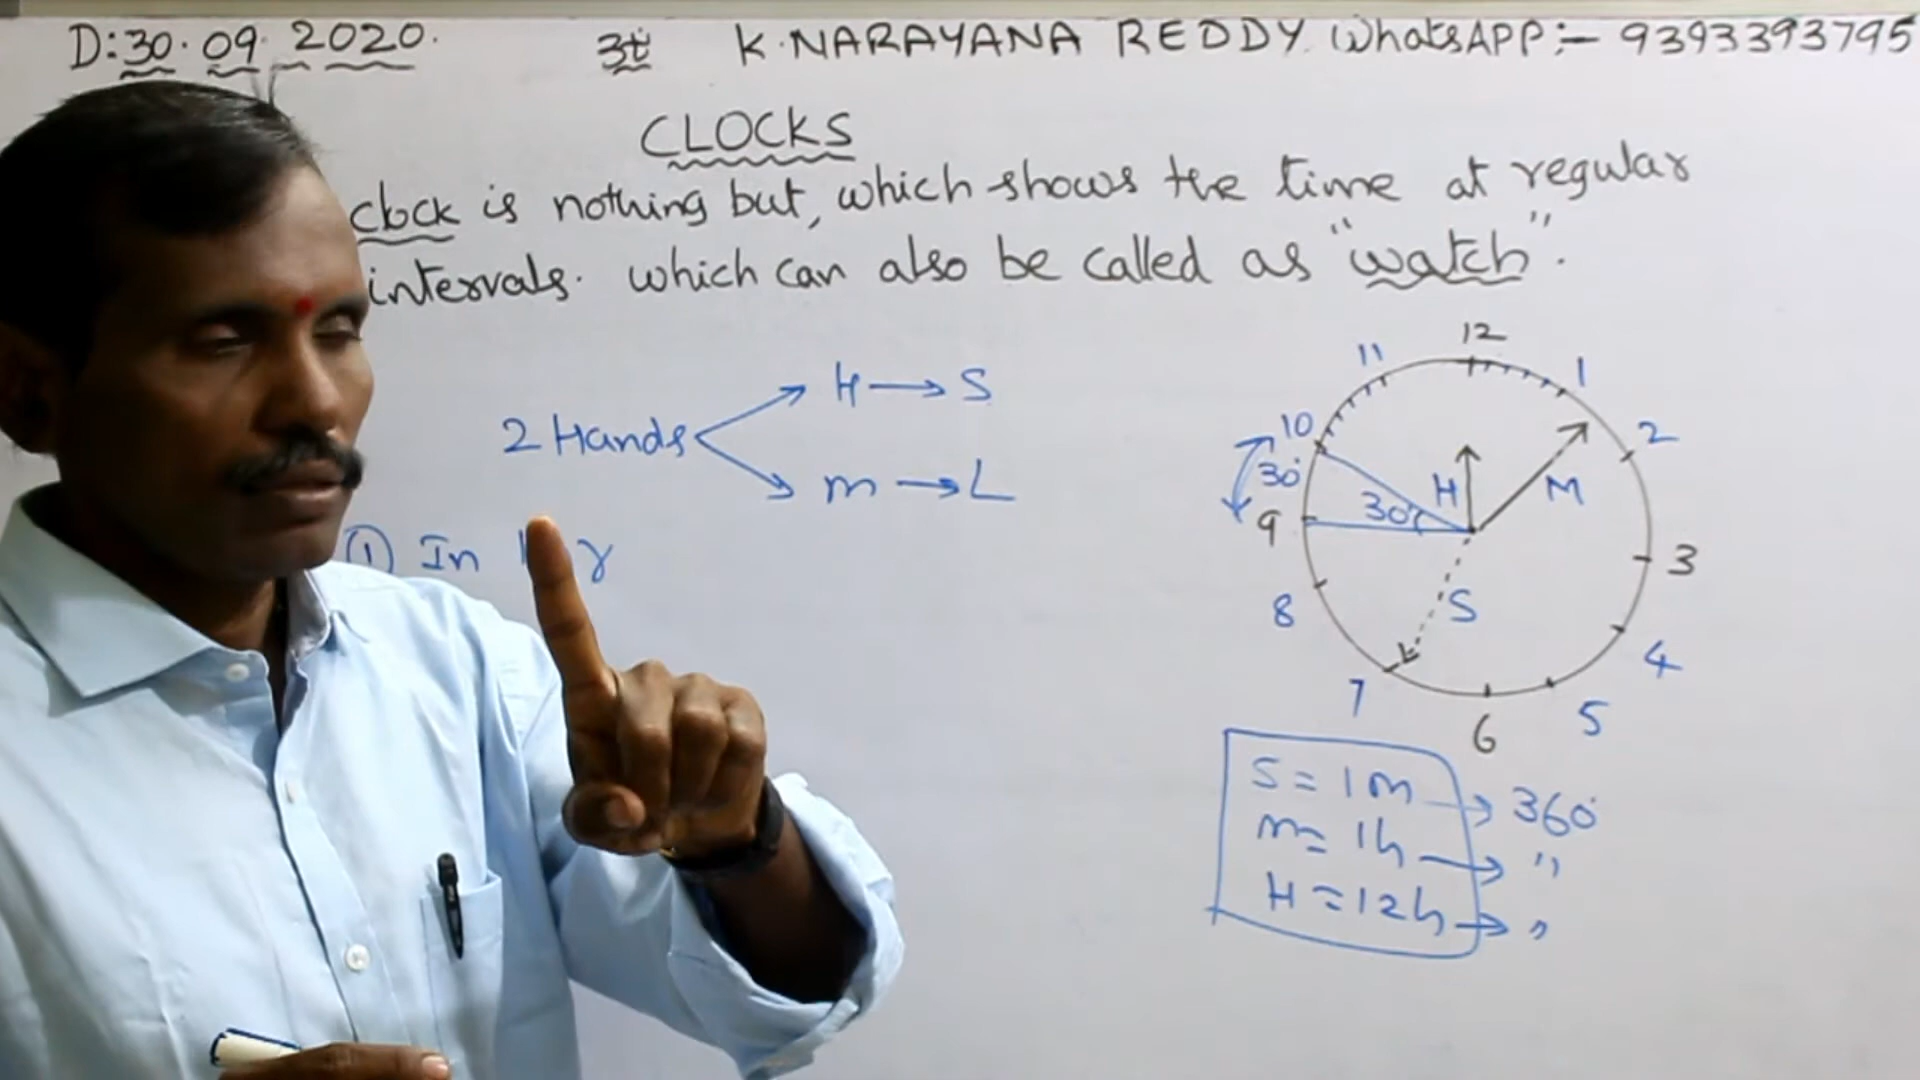 D:30.09.2020. 3t K.NARAYANA REDDY. WhatsAPP:- 9393393795
CLOCKS
clock is nothing but, which shows the time at regular
intervals. which can also be called as "watch".
2 Hands
H → S
m → L
① In
12
1
2
3
4
5
6
7
8
9
10
11
30°
30°
H
M
S
S = 1m → 360°
m = 1h → "
H = 12h → "